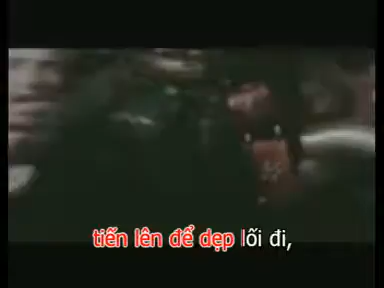 tiến lên để dẹp lối đi,